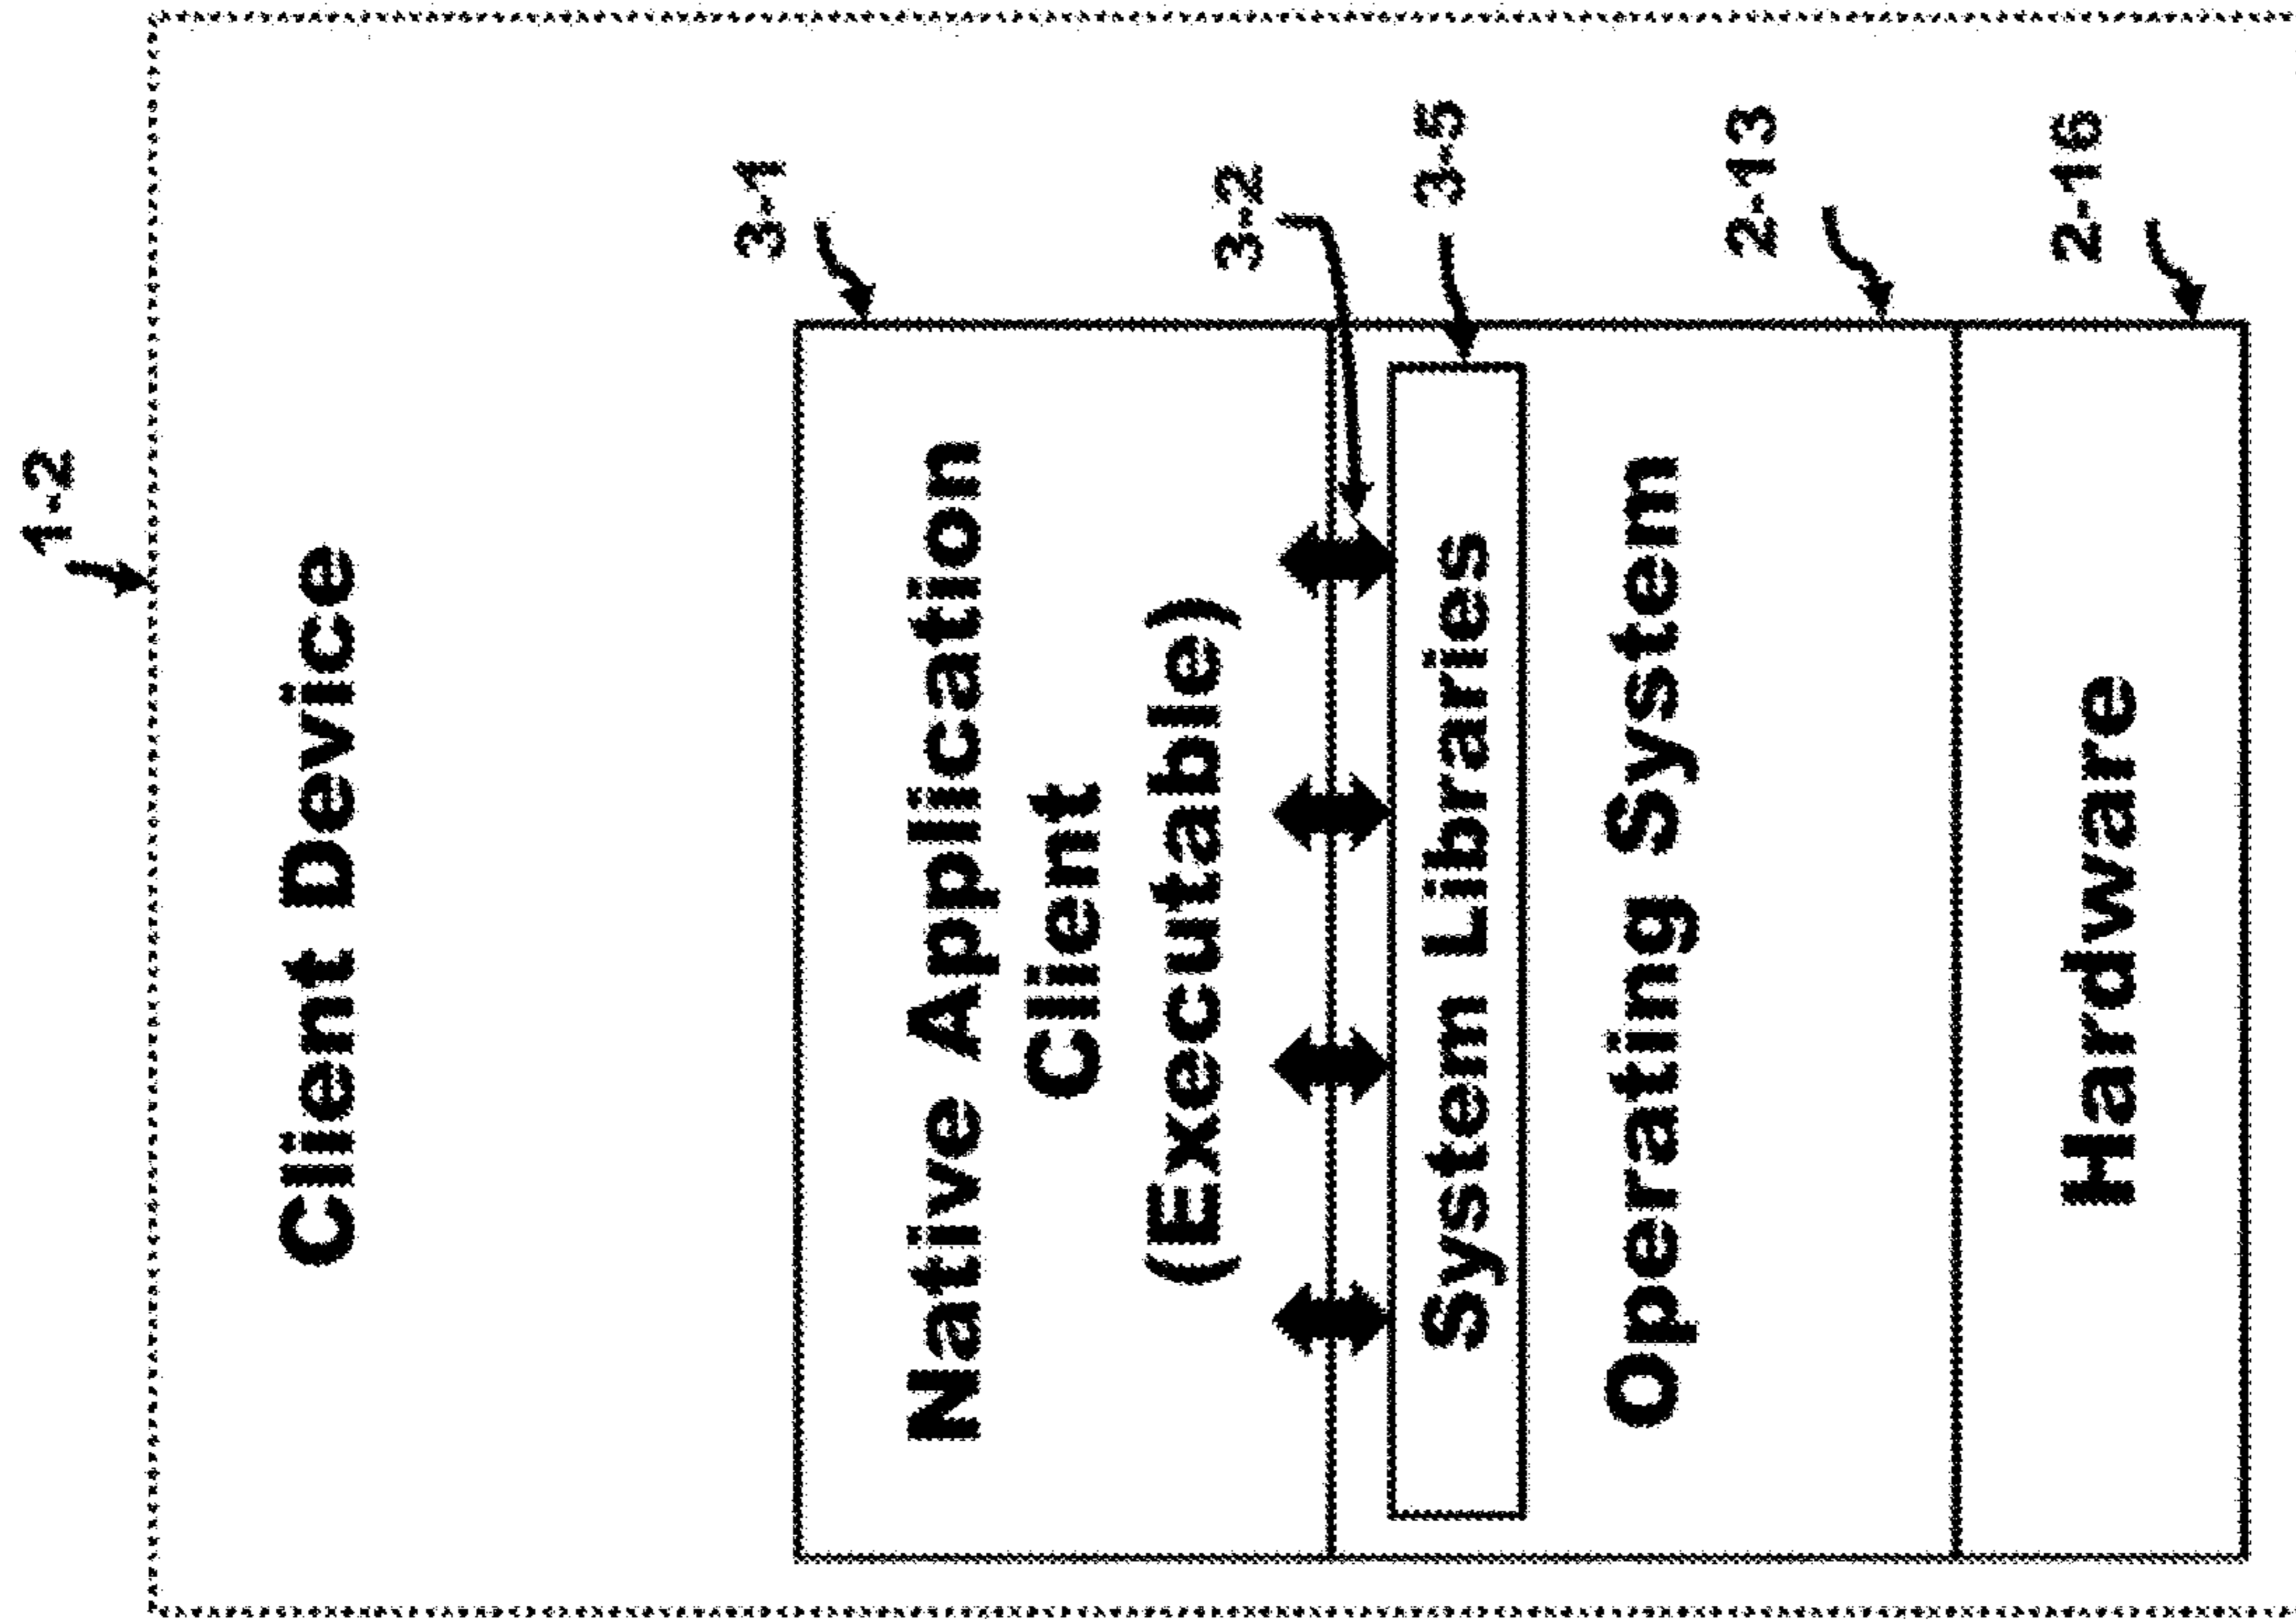 1-2
Client Device
3-1
Native Application
Client
(Executable)
3-2
3-5
System Libraries
2-13
Operating System
2-16
Hardware